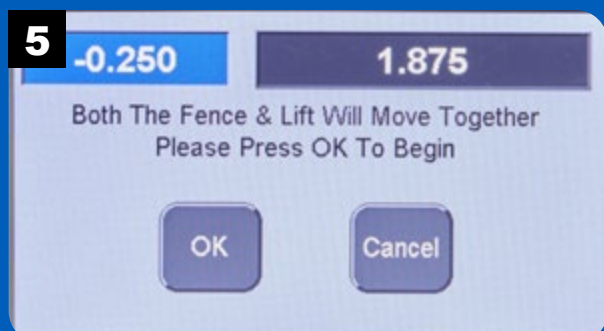 5
-0.250 1.875
Both The Fence & Lift Will Move Together
Please Press OK To Begin
OK Cancel